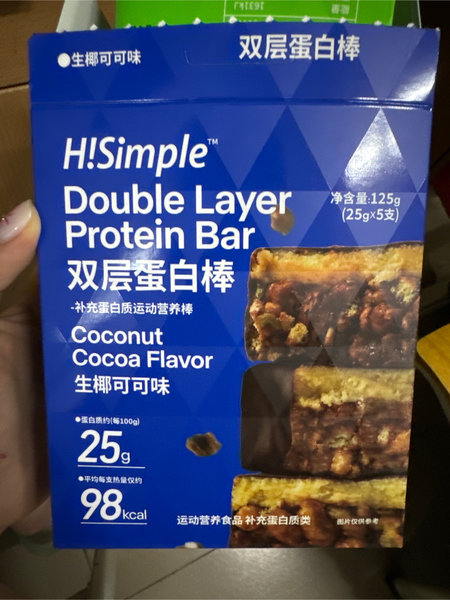 1631kJ
生椰可可味
双层蛋白棒
H!Simple™
Double Layer
Protein Bar
净含量:125g
(25g×5支)
双层蛋白棒
-补充蛋白质运动营养棒
Coconut
Cocoa Flavor
生椰可可味
蛋白质约(每100g)
25g
平均每支热量仅约
98kcal
运动营养食品 补充蛋白质类
图片仅供参考